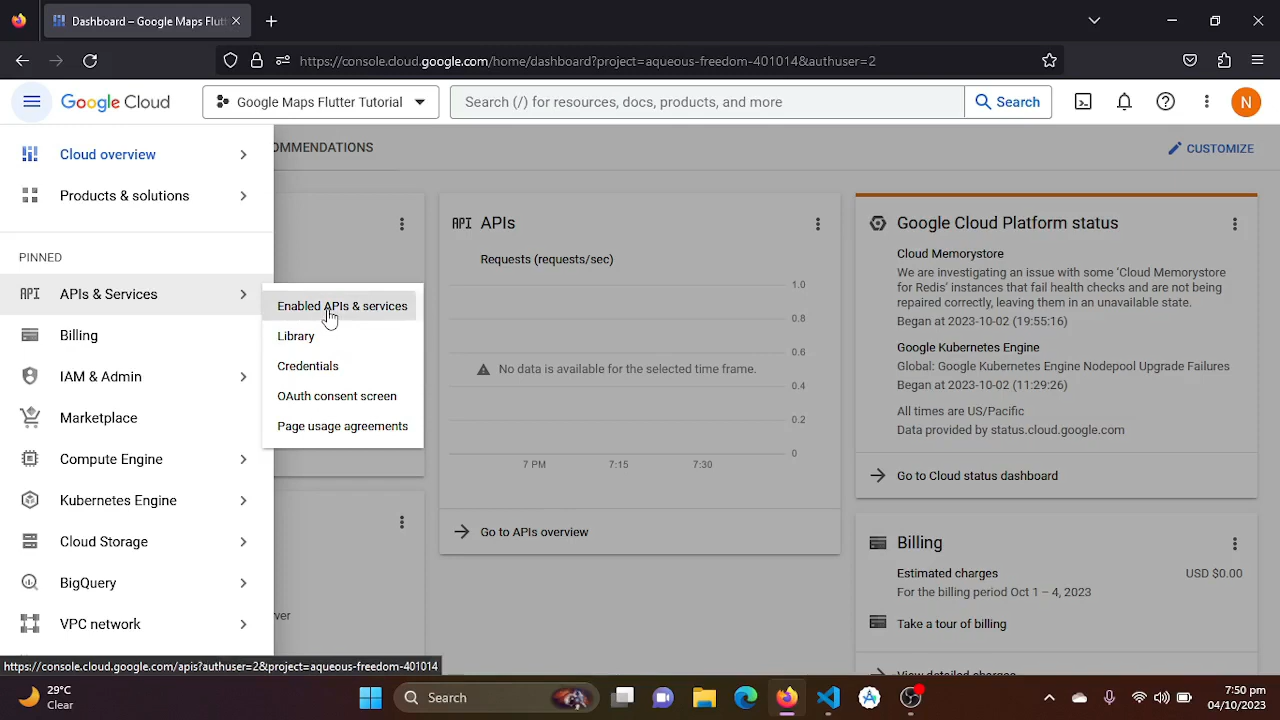 Dashboard – Google Maps Flutt
https://console.cloud.google.com/home/dashboard?project=aqueous-freedom-401014&authuser=2
Google Cloud
Google Maps Flutter Tutorial
Search (/) for resources, docs, products, and more
Search
N
Cloud overview
Products & solutions
PINNED
API APIs & Services
Billing
IAM & Admin
Marketplace
Compute Engine
Kubernetes Engine
Cloud Storage
BigQuery
VPC network
Enabled APIs & services
Library
Credentials
OAuth consent screen
Page usage agreements
OMMENDATIONS
CUSTOMIZE
ver
API APIs
Requests (requests/sec)
1.0
0.8
0.6
No data is available for the selected time frame.
0.4
0.2
0
7 PM 7:15 7:30
Go to APIs overview
Google Cloud Platform status
Cloud Memorystore
We are investigating an issue with some ‘Cloud Memorystore
for Redis’ instances that fail health checks and are not being
repaired correctly, leaving them in an unavailable state.
Began at 2023-10-02 (19:55:16)
Google Kubernetes Engine
Global: Google Kubernetes Engine Nodepool Upgrade Failures
Began at 2023-10-02 (11:29:26)
All times are US/Pacific
Data provided by status.cloud.google.com
Go to Cloud status dashboard
Billing
Estimated charges USD $0.00
For the billing period Oct 1 – 4, 2023
Take a tour of billing
View detailed charges
https://console.cloud.google.com/apis?authuser=2&project=aqueous-freedom-401014
29°C
Clear
Search
7:50 pm
04/10/2023